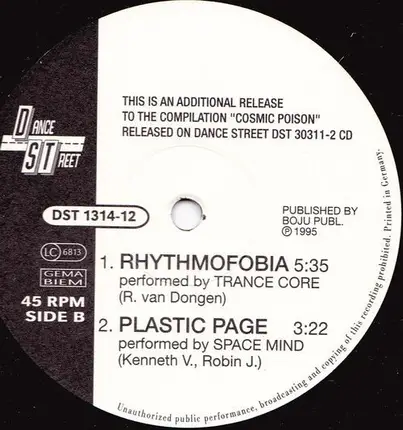 THIS IS AN ADDITIONAL RELEASE
TO THE COMPILATION "COSMIC POISON"
RELEASED ON DANCE STREET DST 30311-2 CD
DANCE
STREET
DST 1314-12
PUBLISHED BY
BOJU PUBL.
Ⓟ 1995
LC 6813
GEMA
BIEM
45 RPM
SIDE B
1. RHYTHMOFOBIA 5:35
performed by TRANCE CORE
(R. van Dongen)
2. PLASTIC PAGE 3:22
performed by SPACE MIND
(Kenneth V., Robin J.)
Unauthorized public performance, broadcasting and copying of this recording prohibited. Printed in Germany.